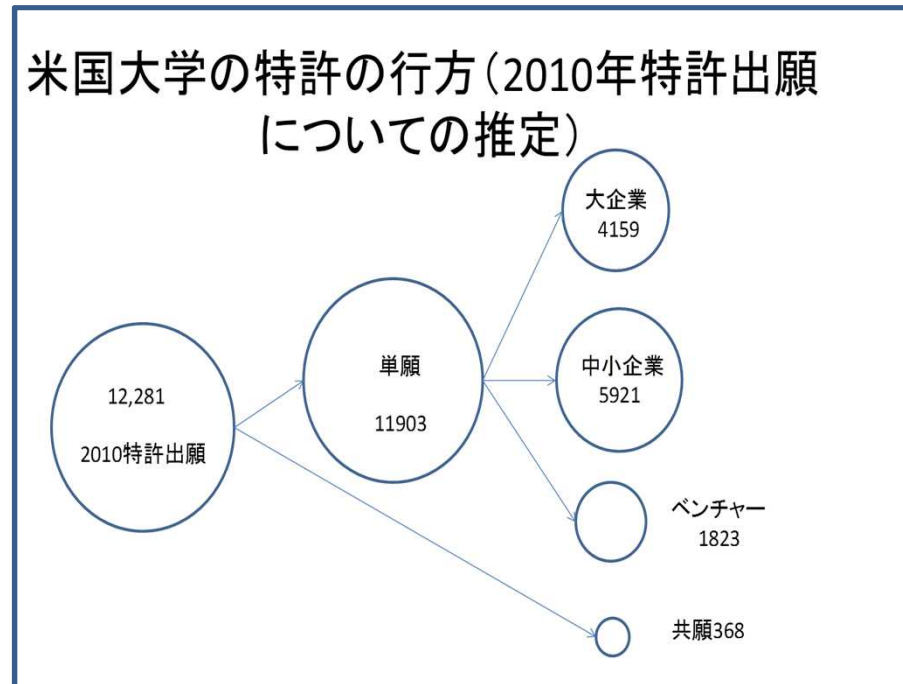 米国大学の特許の行方(2010年特許出願
についての推定)
大企業
4159
単願
11903
中小企業
5921
12,281
2010特許出願
ベンチャー
1823
共願368